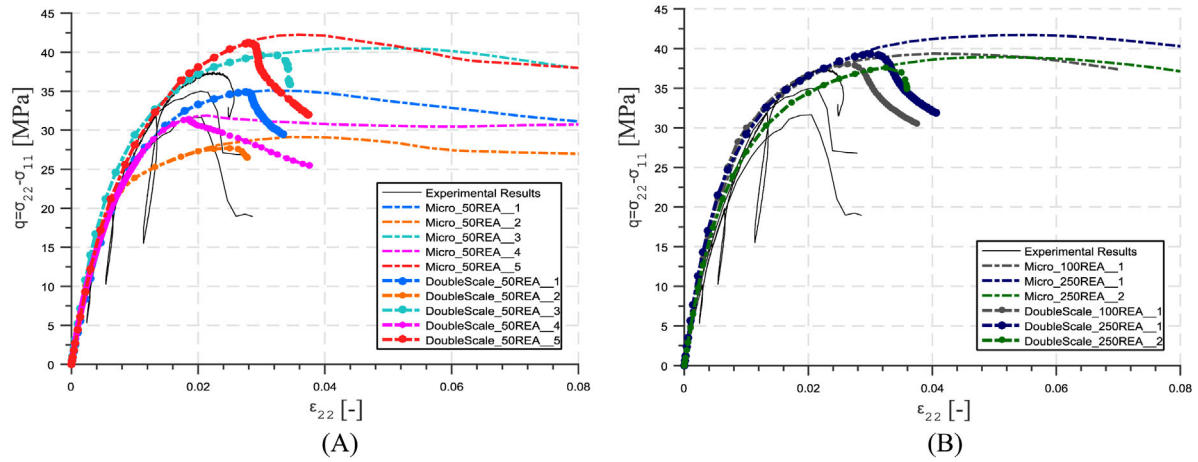 45
40
35
30
25
20
15
10
5
0
q=σ22-σ11 [MPa]
Experimental Results
Micro_50REA__1
Micro_50REA__2
Micro_50REA__3
Micro_50REA__4
Micro_50REA__5
DoubleScale_50REA__1
DoubleScale_50REA__2
DoubleScale_50REA__3
DoubleScale_50REA__4
DoubleScale_50REA__5
0 0.02 0.04 0.06 0.08
ε22 [-]
(A)
45
40
35
30
25
20
15
10
5
0
q=σ22-σ11 [MPa]
Experimental Results
Micro_100REA__1
Micro_250REA__1
Micro_250REA__2
DoubleScale_100REA__1
DoubleScale_250REA__1
DoubleScale_250REA__2
0 0.02 0.04 0.06 0.08
ε22 [-]
(B)